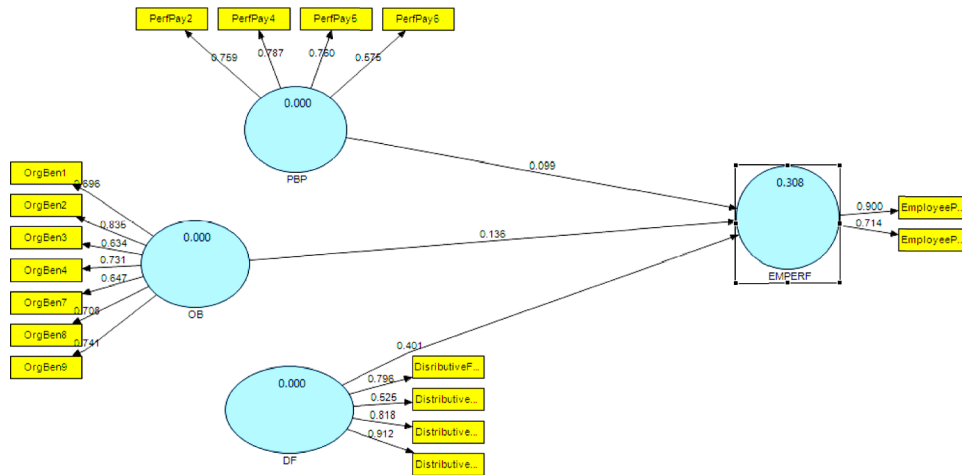 PerfPay2
PerfPay4
PerfPay5
PerfPay6
0.769
0.787
0.760
0.575
0.000
PBP
0.099
OrgBen1
OrgBen2
OrgBen3
OrgBen4
OrgBen7
OrgBen8
OrgBen9
0.696
0.835
0.634
0.731
0.647
0.708
0.741
0.000
OB
0.136
0.308
EMPERF
0.900
0.714
EmployeeP...
EmployeeP...
0.401
0.000
DF
0.796
0.525
0.818
0.912
DisributiveF...
Distributive...
Distributive...
Distributive...